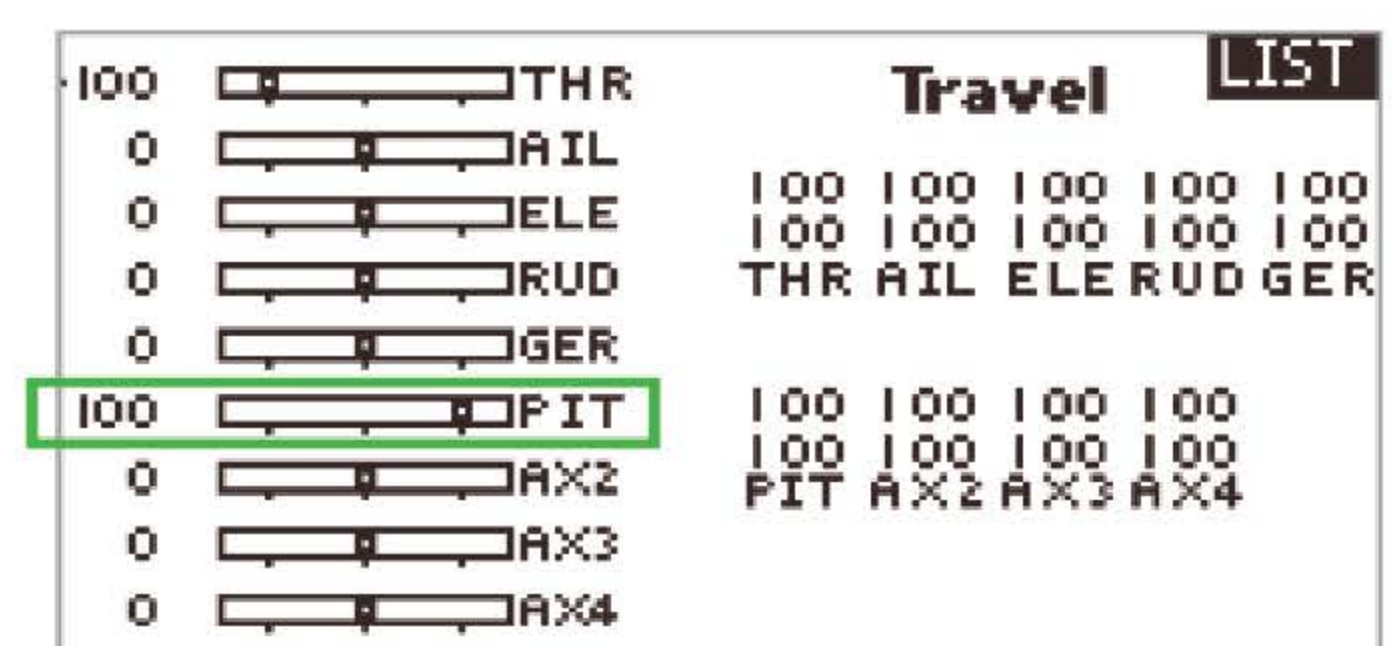 -100 THR
0 AIL
0 ELE
0 RUD
0 GER
100 PIT
0 AX2
0 AX3
0 AX4
Travel
LIST
100 100 100 100 100
100 100 100 100 100
THR AIL ELE RUD GER
100 100 100 100
100 100 100 100
PIT AX2 AX3 AX4